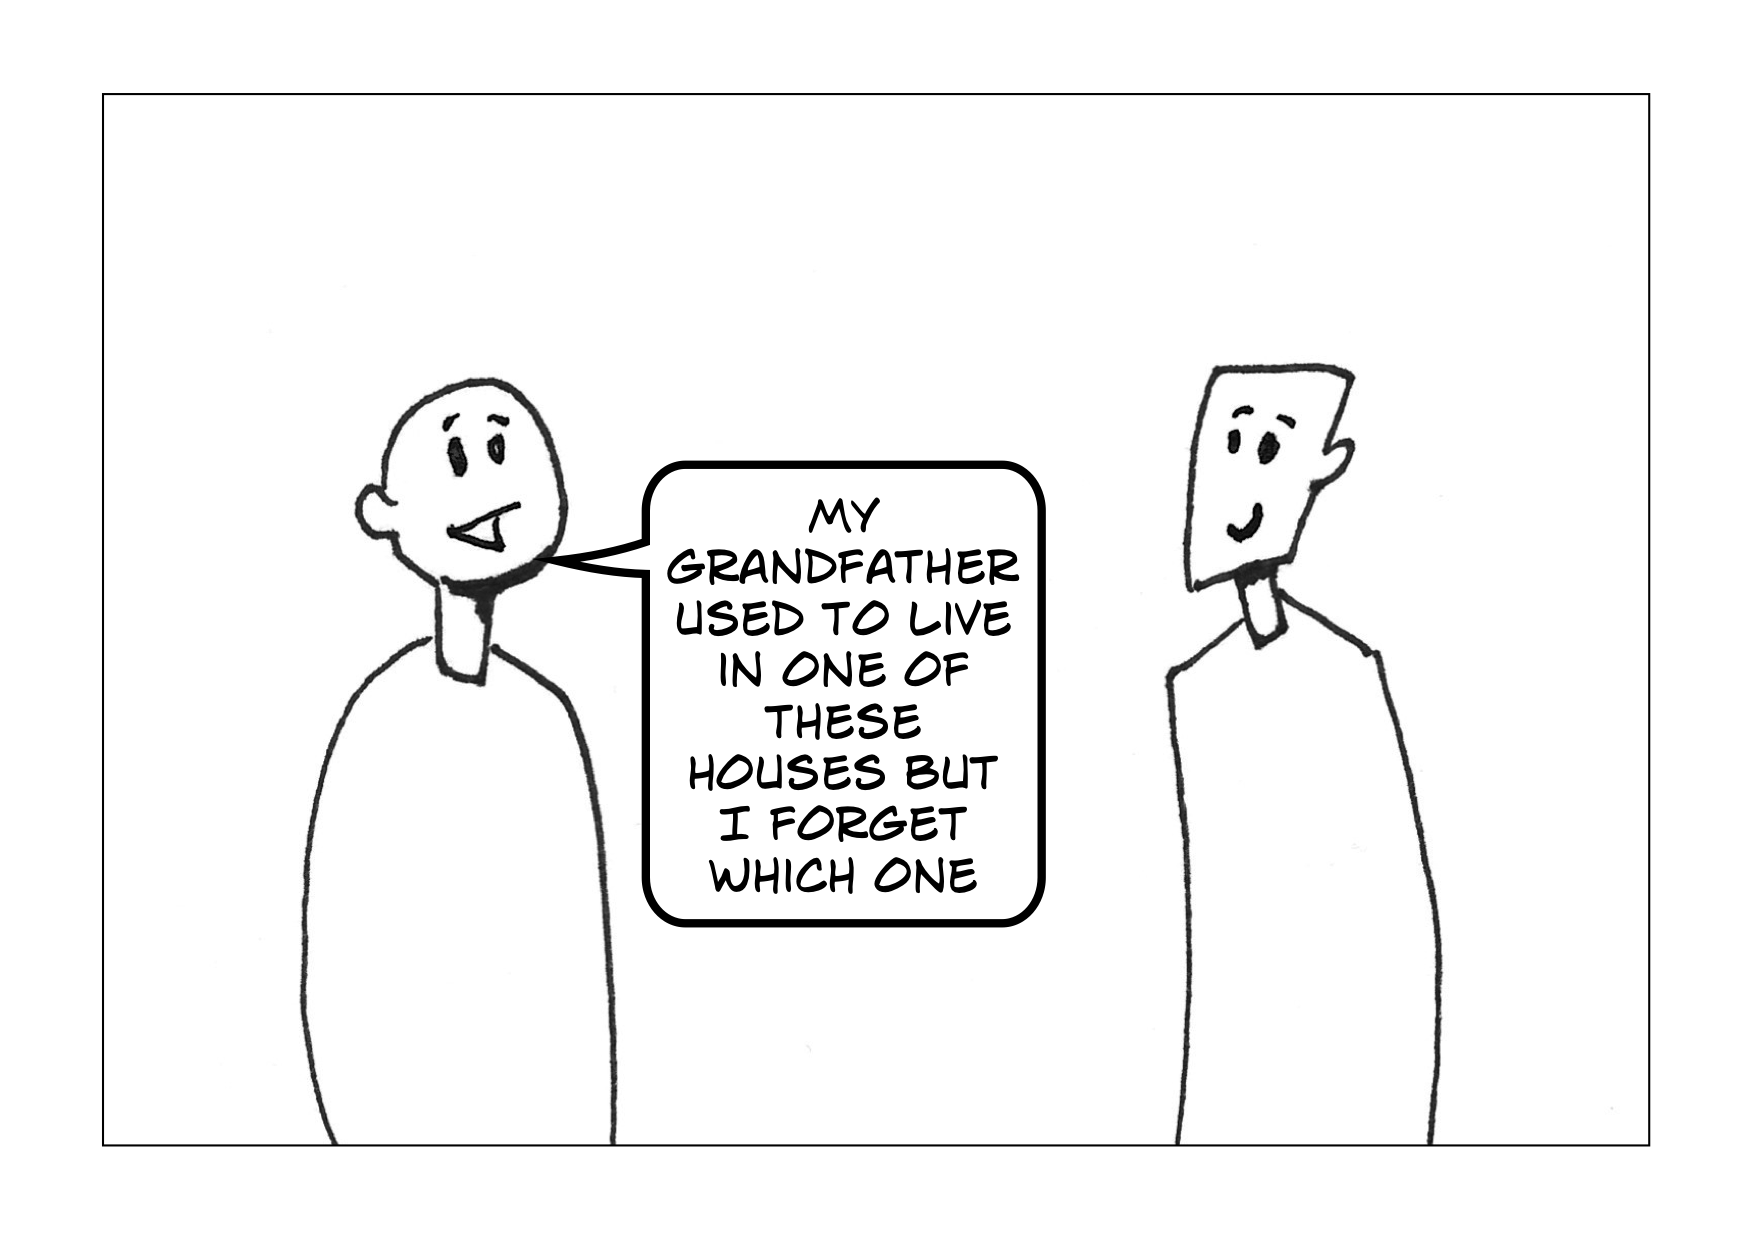 MY
GRANDFATHER
USED TO LIVE
IN ONE OF
THESE
HOUSES BUT
I FORGET
WHICH ONE